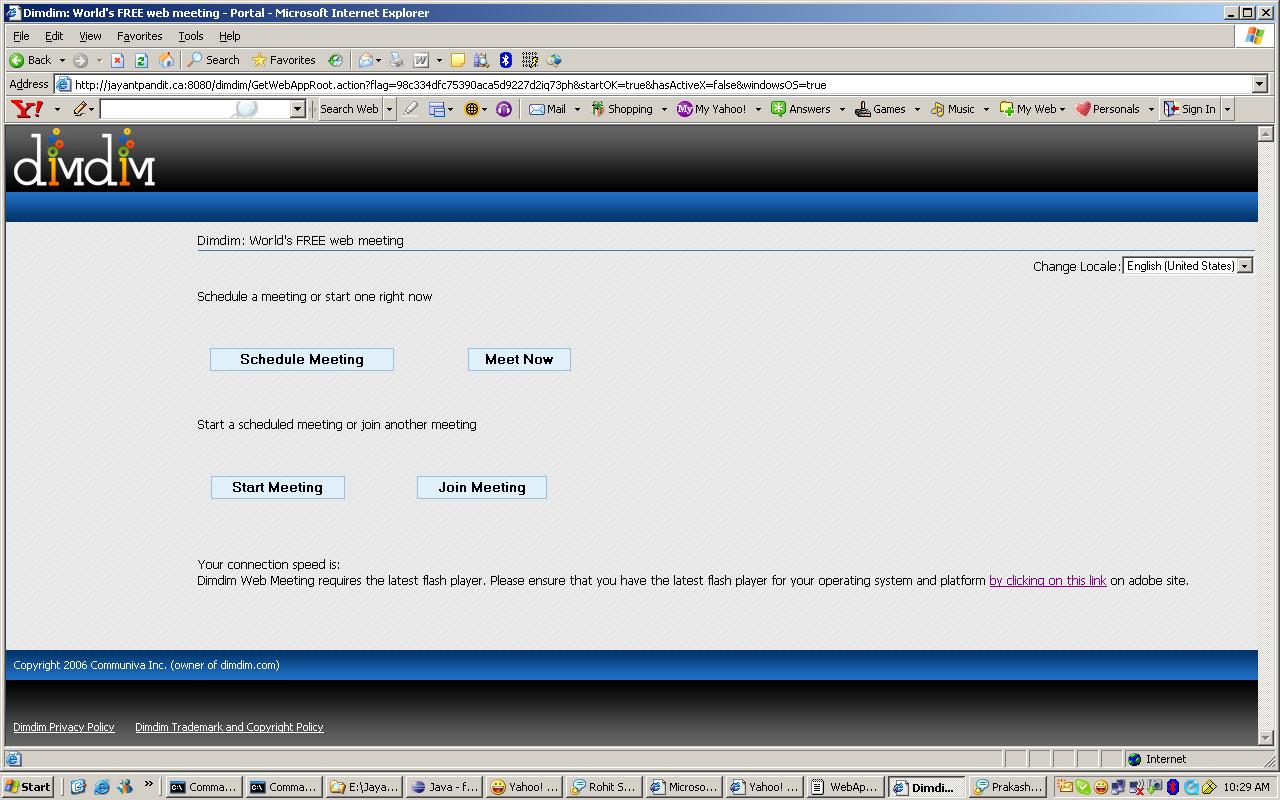 Dimdim: World's FREE web meeting - Portal - Microsoft Internet Explorer
File Edit View Favorites Tools Help
Back Search Favorites
Address http://jayantpandit.ca:8080/dimdim/GetWebAppRoot.action?flag=98c334dfc75390aca5d9227d2iq73ph&startOK=true&hasActiveX=false&windowsOS=true
Y! Search Web Mail Shopping My Yahoo! Answers Games Music My Web Personals Sign In
dimdim
Dimdim: World's FREE web meeting
Change Locale: English (United States)
Schedule a meeting or start one right now
Schedule Meeting Meet Now
Start a scheduled meeting or join another meeting
Start Meeting Join Meeting
Your connection speed is:
Dimdim Web Meeting requires the latest flash player. Please ensure that you have the latest flash player for your operating system and platform by clicking on this link on adobe site.
Copyright 2006 Communiva Inc. (owner of dimdim.com)
Dimdim Privacy Policy Dimdim Trademark and Copyright Policy
Internet
Start » Comma... Comma... E:\Jaya... Java - f... Yahoo! ... Rohit S... Microso... Yahoo! ... WebAp... Dimdi... Prakash... 10:29 AM